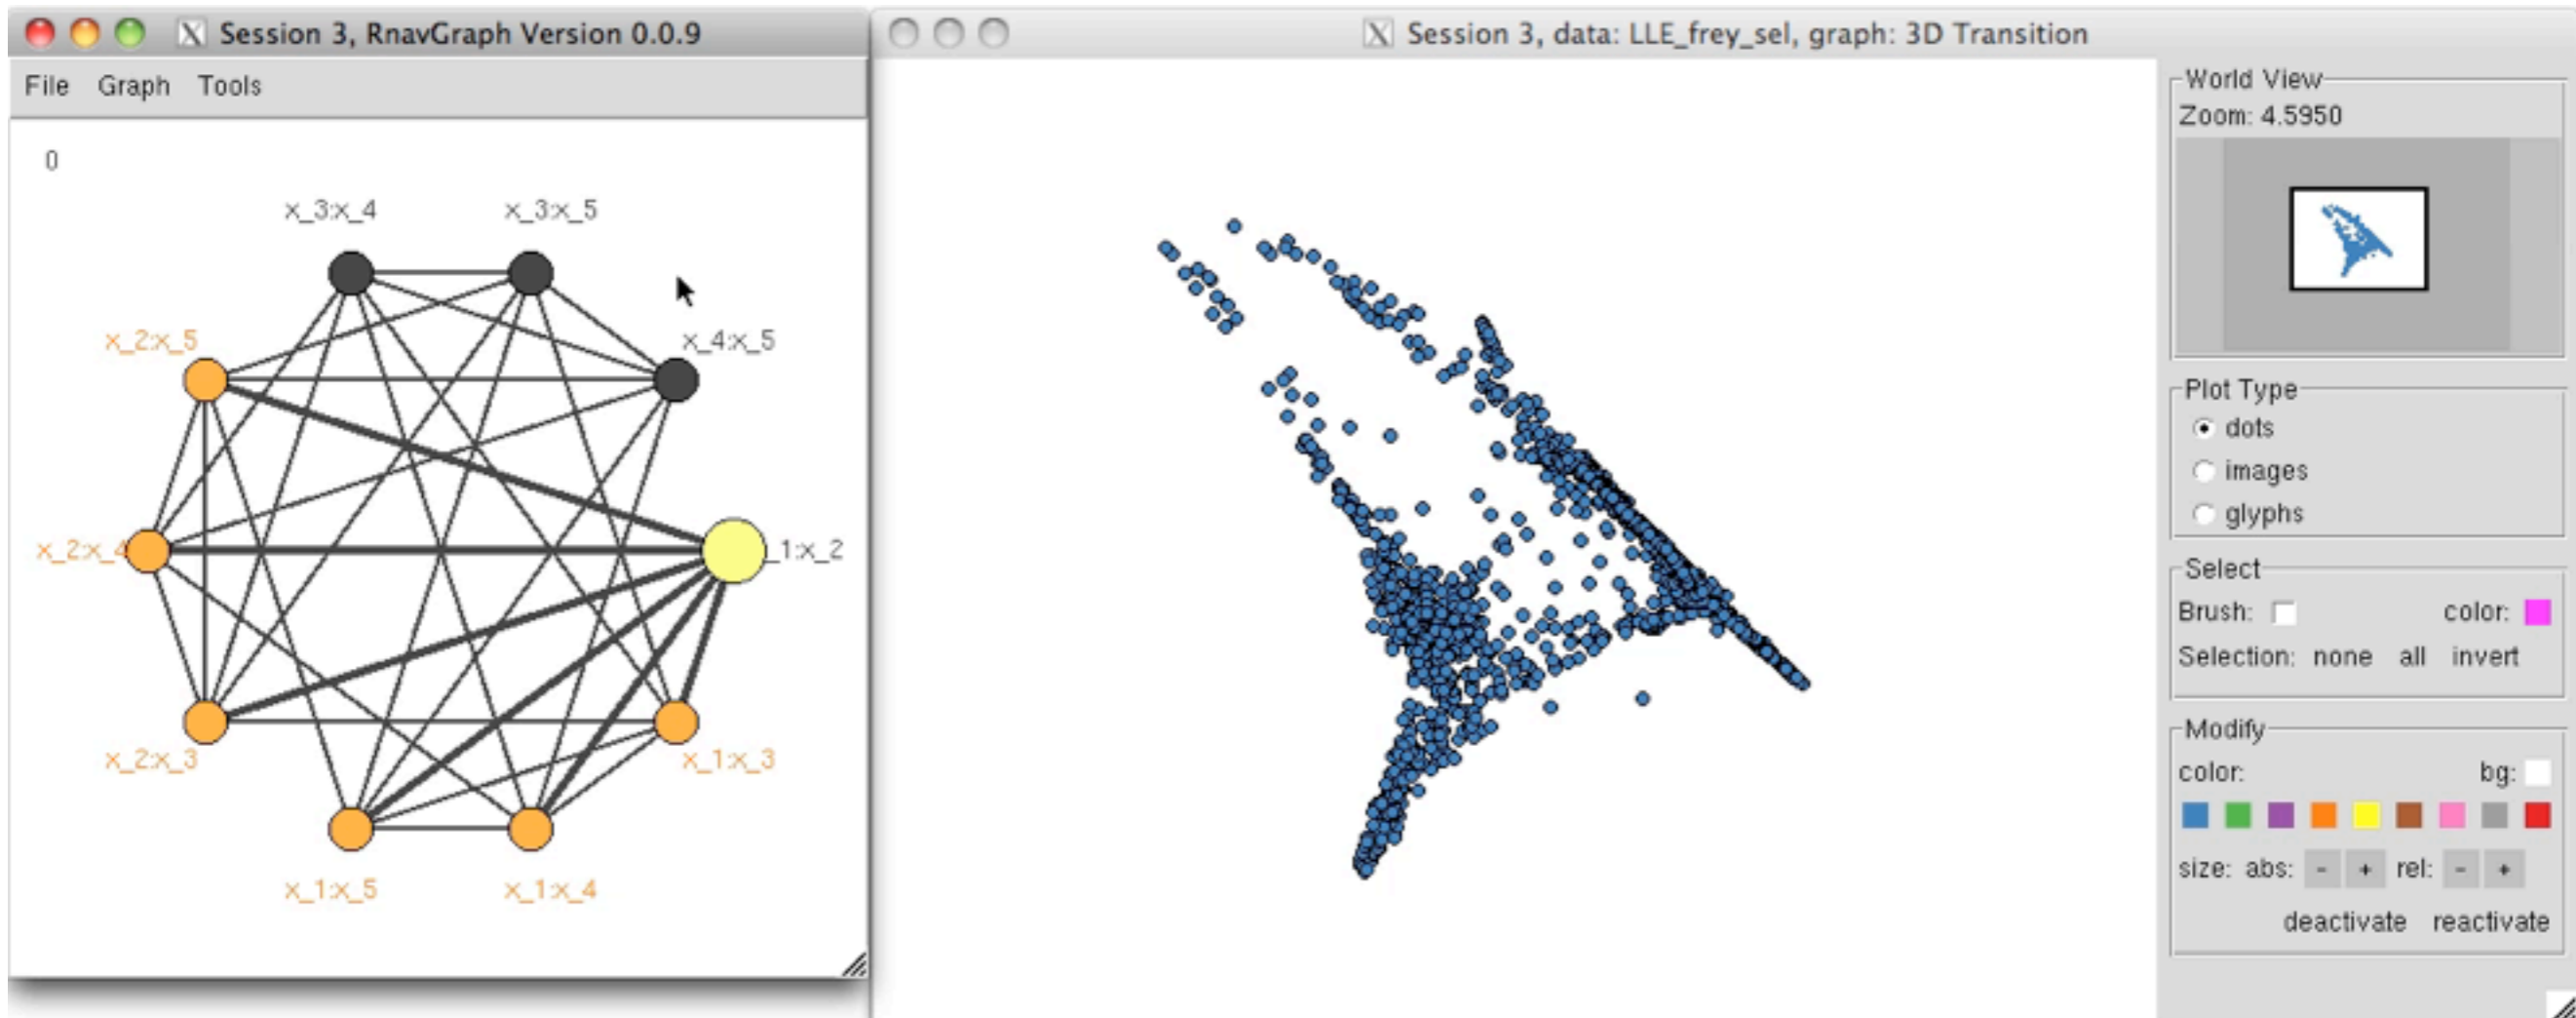 Session 3, RnavGraph Version 0.0.9
File Graph Tools
0
x_3:x_4 x_3:x_5
x_2:x_5 x_4:x_5
x_2:x_4 _1:x_2
x_2:x_3 x_1:x_3
x_1:x_5 x_1:x_4
Session 3, data: LLE_frey_sel, graph: 3D Transition
World View
Zoom: 4.5950
Plot Type
dots
images
glyphs
Select
Brush: color:
Selection: none all invert
Modify
color: bg:
size: abs: - + rel: - +
deactivate reactivate